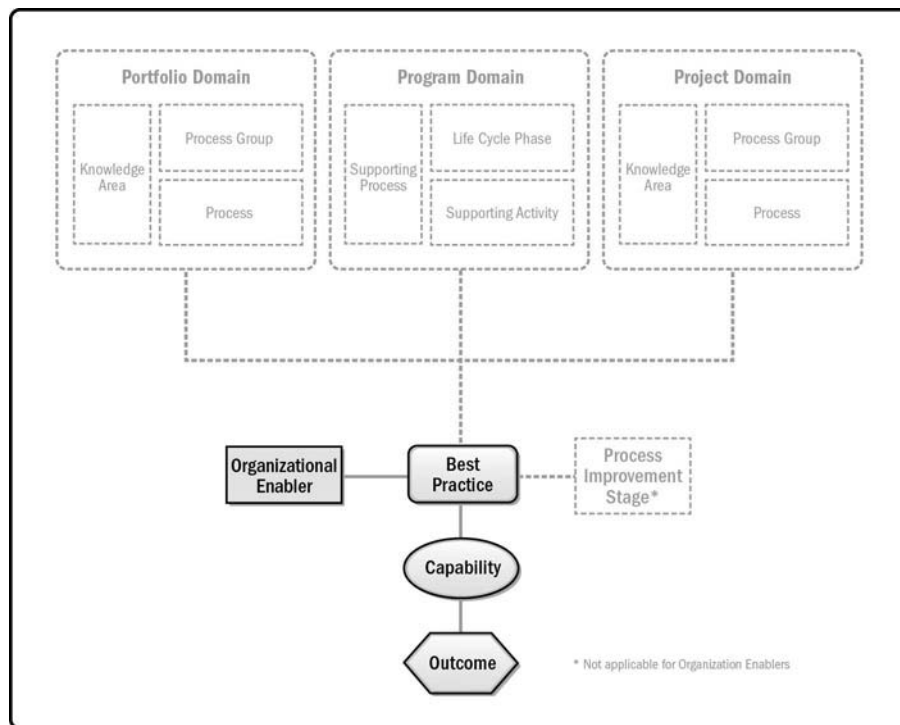 Portfolio Domain
Knowledge
Area
Process Group
Process
Program Domain
Supporting
Process
Life Cycle Phase
Supporting Activity
Project Domain
Knowledge
Area
Process Group
Process
Organizational
Enabler
Best
Practice
Process
Improvement
Stage*
Capability
Outcome
* Not applicable for Organization Enablers